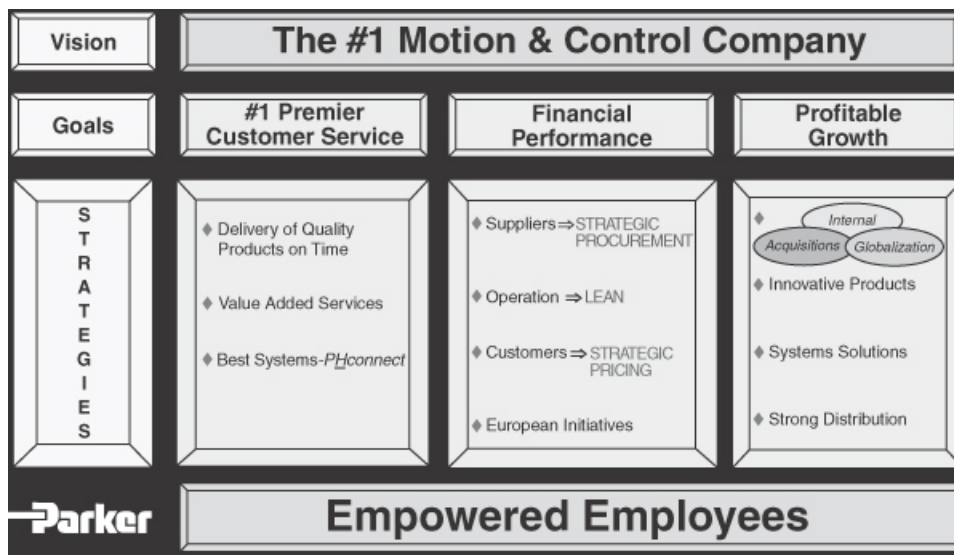 Vision
The #1 Motion & Control Company
Goals
#1 Premier
Customer Service
Financial
Performance
Profitable
Growth
S
T
R
A
T
E
G
I
E
S
♦ Delivery of Quality
Products on Time
♦ Value Added Services
♦ Best Systems-PHconnect
♦ Suppliers ⇒ STRATEGIC
PROCUREMENT
♦ Operation ⇒ LEAN
♦ Customers ⇒ STRATEGIC
PRICING
♦ European Initiatives
♦ Internal
Acquisitions Globalization
♦ Innovative Products
♦ Systems Solutions
♦ Strong Distribution
Parker
Empowered Employees